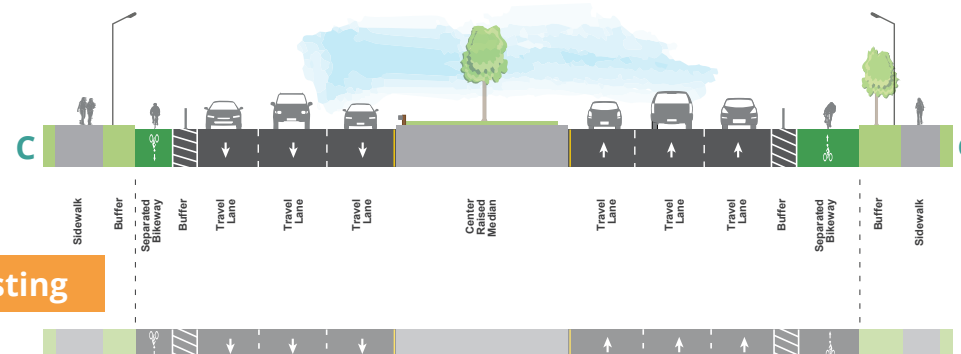 C
Sidewalk
Buffer
Separated
Bikeway
Buffer
Travel
Lane
Travel
Lane
Travel
Lane
Center
Raised
Median
Travel
Lane
Travel
Lane
Travel
Lane
Buffer
Separated
Bikeway
Buffer
Sidewalk
sting